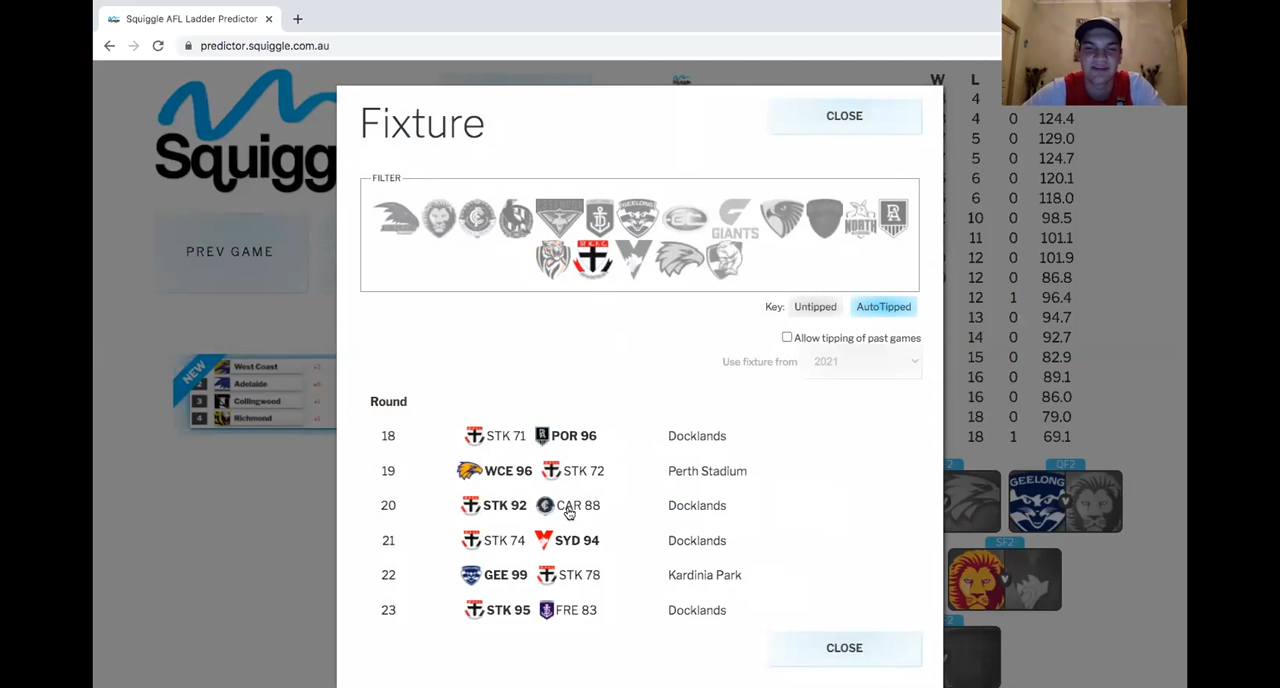 Squiggle AFL Ladder Predictor
predictor.squiggle.com.au
Squigg
PREV GAME
NEW
West Coast
2 Adelaide
3 Collingwood
4 Richmond
Fixture
CLOSE
FILTER
GEELONG
GIANTS
NORTH
Key: Untipped AutoTipped
Allow tipping of past games
Use fixture from 2021
Round
18 STK 71 POR 96 Docklands
19 WCE 96 STK 72 Perth Stadium
20 STK 92 CAR 88 Docklands
21 STK 74 SYD 94 Docklands
22 GEE 99 STK 78 Kardinia Park
23 STK 95 FRE 83 Docklands
CLOSE
W L
4
4 0 124.4
5 0 129.0
5 0 124.7
6 0 120.1
6 0 118.0
10 0 98.5
11 0 101.1
12 0 101.9
12 0 86.8
12 1 96.4
13 0 94.7
14 0 92.7
15 0 82.9
16 0 89.1
16 0 86.0
18 0 79.0
18 1 69.1
QF2
GEELONG
V
SF2
V